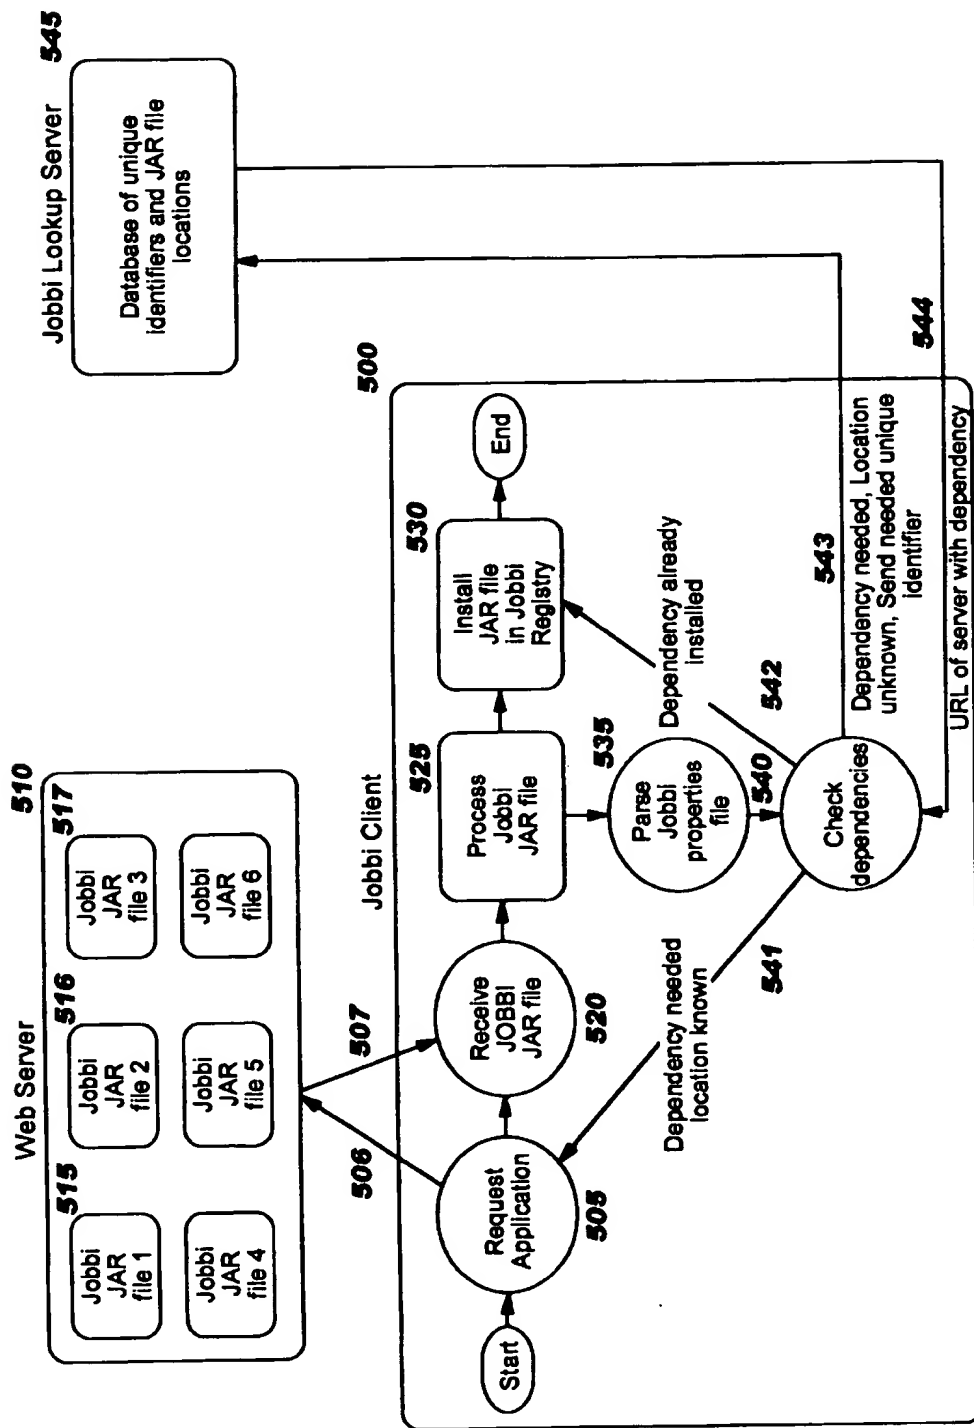 Web Server
510
515
516
517
Jobbi
JAR
file 1
Jobbi
JAR
file 2
Jobbi
JAR
file 3
Jobbi
JAR
file 4
Jobbi
JAR
file 5
Jobbi
JAR
file 6
Jobbi Lookup Server
545
Database of unique
identifiers and JAR file
locations
506
507
Jobbi Client
500
Start
Request
Application
505
Receive
JOBBI
JAR file
520
525
Process
Jobbi
JAR file
530
Install
JAR file
in Jobbi
Registry
End
535
Parse
Jobbi
properties
file
540
Check
dependencies
Dependency needed
location known
541
Dependency already
installed
542
543
Dependency needed, Location
unknown, Send needed unique
identifier
544
URL of server with dependency